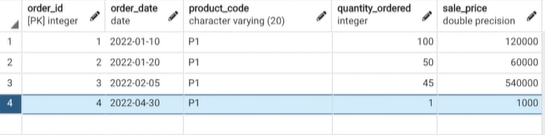 order_id order_date product_code quantity_ordered sale_price
[PK] integer date character varying (20) integer double precision
1 1 2022-01-10 P1 100 120000
2 2 2022-01-20 P1 50 60000
3 3 2022-02-05 P1 45 540000
4 4 2022-04-30 P1 1 1000